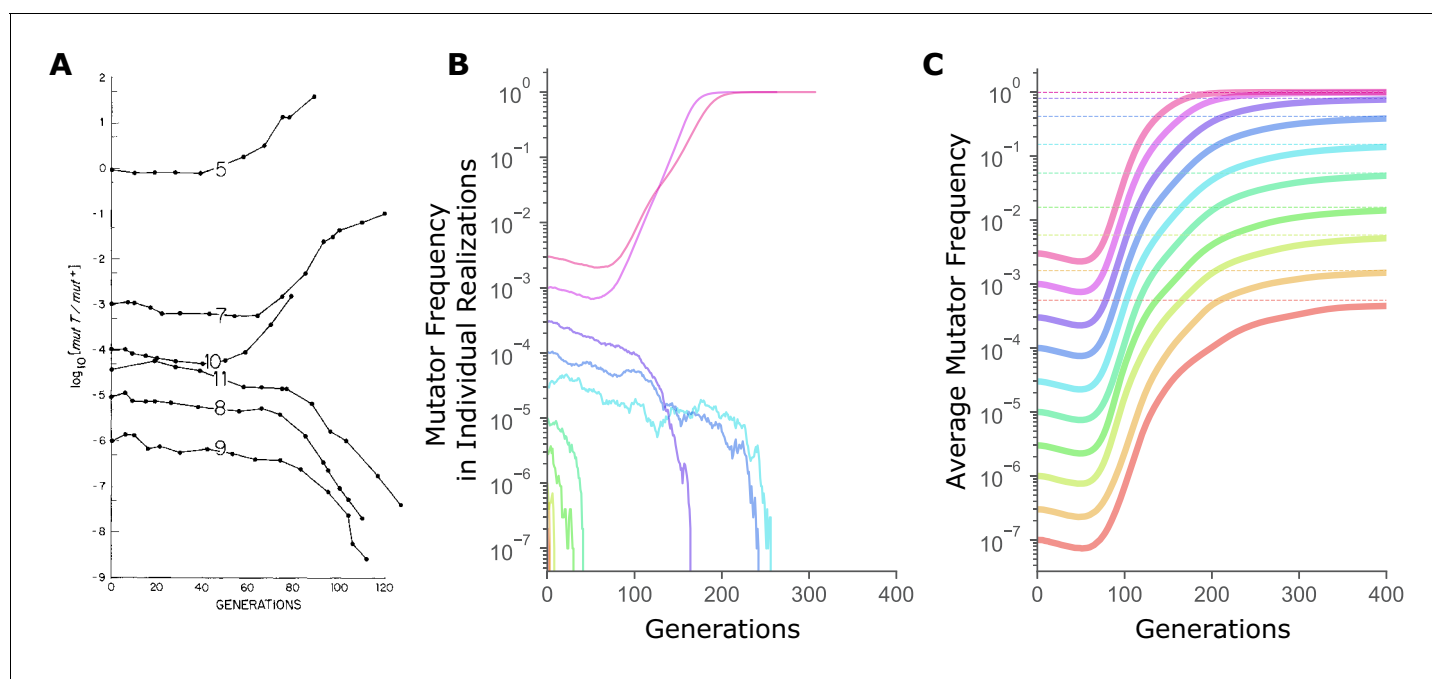 A
2
1
0
-1
-2
-3
-4
-5
-6
-7
-8
-9
log10[mut T/mut+]
5
7
10
11
8
9
0 20 40 60 80 100 120
GENERATIONS
B
Mutator Frequency
in Individual Realizations
10^0
10^-1
10^-2
10^-3
10^-4
10^-5
10^-6
10^-7
0 100 200 300 400
Generations
C
Average Mutator Frequency
10^0
10^-1
10^-2
10^-3
10^-4
10^-5
10^-6
10^-7
0 100 200 300 400
Generations